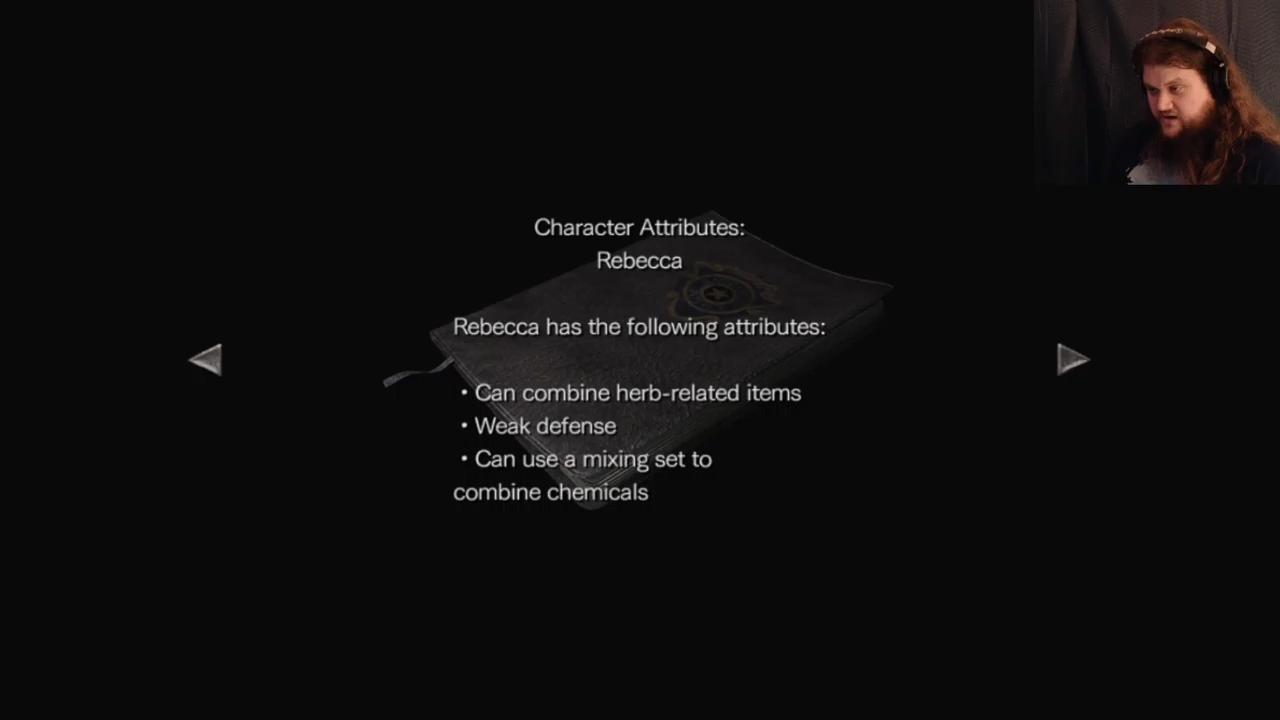 Character Attributes:
Rebecca
Rebecca has the following attributes:
・Can combine herb-related items
・Weak defense
・Can use a mixing set to
combine chemicals